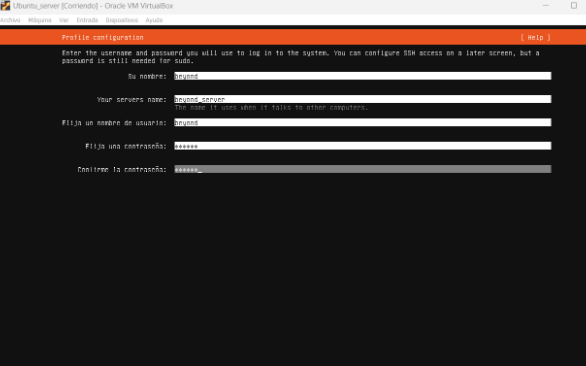 Ubuntu_server [Corriendo] - Oracle VM VirtualBox
Archivo Máquina Ver Entrada Dispositivos Ayuda
Profile configuration [ Help ]
Enter the username and password you will use to log in to the system. You can configure SSH access on a later screen, but a
password is still needed for sudo.
Su nombre: beyond
Your servers name: beyond_server
The name it uses when it talks to other computers.
Elija un nombre de usuario: beyond
Elija una contraseña: ******
Confirme la contraseña: ******_